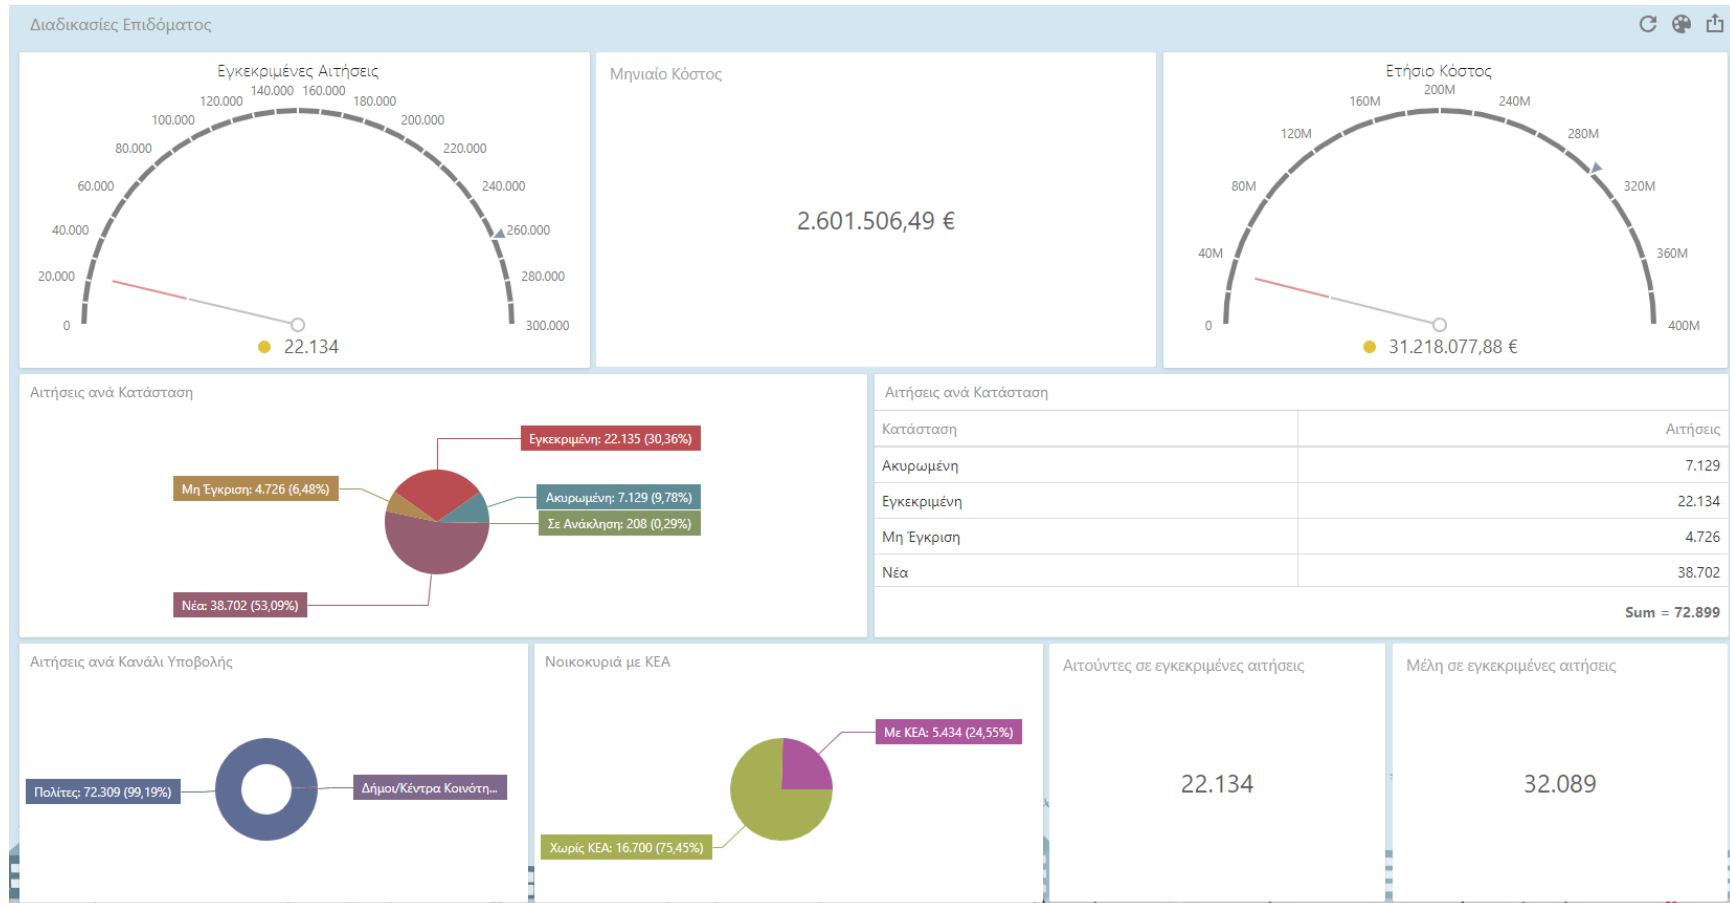 Διαδικασίες Επιδόματος
Εγκεκριμένες Αιτήσεις
0
20.000
40.000
60.000
80.000
100.000
120.000
140.000
160.000
180.000
200.000
220.000
240.000
260.000
280.000
300.000
22.134
Μηνιαίο Κόστος
2.601.506,49 €
Ετήσιο Κόστος
0
40M
80M
120M
160M
200M
240M
280M
320M
360M
400M
31.218.077,88 €
Αιτήσεις ανά Κατάσταση
Εγκεκριμένη: 22.135 (30,36%)
Μη Έγκριση: 4.726 (6,48%)
Ακυρωμένη: 7.129 (9,78%)
Σε Ανάκληση: 208 (0,29%)
Νέα: 38.702 (53,09%)
Αιτήσεις ανά Κατάσταση
Κατάσταση Αιτήσεις
Ακυρωμένη 7.129
Εγκεκριμένη 22.134
Μη Έγκριση 4.726
Νέα 38.702
Sum = 72.899
Αιτήσεις ανά Κανάλι Υποβολής
Πολίτες: 72.309 (99,19%)
Δήμοι/Κέντρα Κοινότη...
Νοικοκυριά με ΚΕΑ
Με ΚΕΑ: 5.434 (24,55%)
Χωρίς ΚΕΑ: 16.700 (75,45%)
Αιτούντες σε εγκεκριμένες αιτήσεις
22.134
Μέλη σε εγκεκριμένες αιτήσεις
32.089